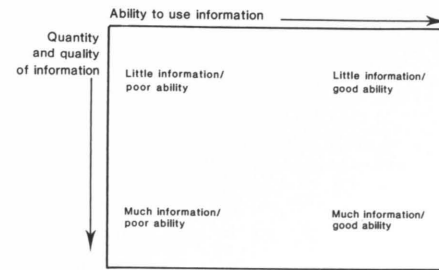 Ability to use information
Quantity
and quality
of information
Little information/
poor ability
Little information/
good ability
Much information/
poor ability
Much information/
good ability